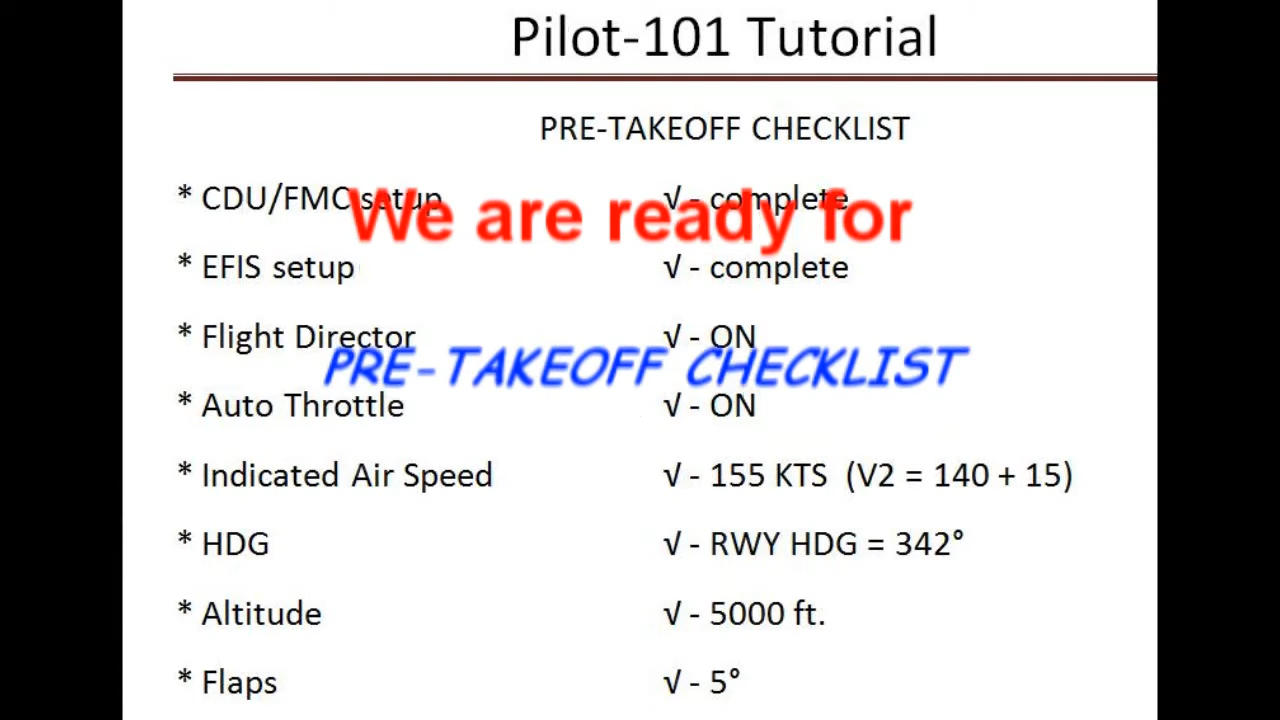 Pilot-101 Tutorial
PRE-TAKEOFF CHECKLIST
* CDU/FMC setup √ - complete
We are ready for
* EFIS setup √ - complete
* Flight Director √ - ON
PRE-TAKEOFF CHECKLIST
* Auto Throttle √ - ON
* Indicated Air Speed √ - 155 KTS (V2 = 140 + 15)
* HDG √ - RWY HDG = 342°
* Altitude √ - 5000 ft.
* Flaps √ - 5°